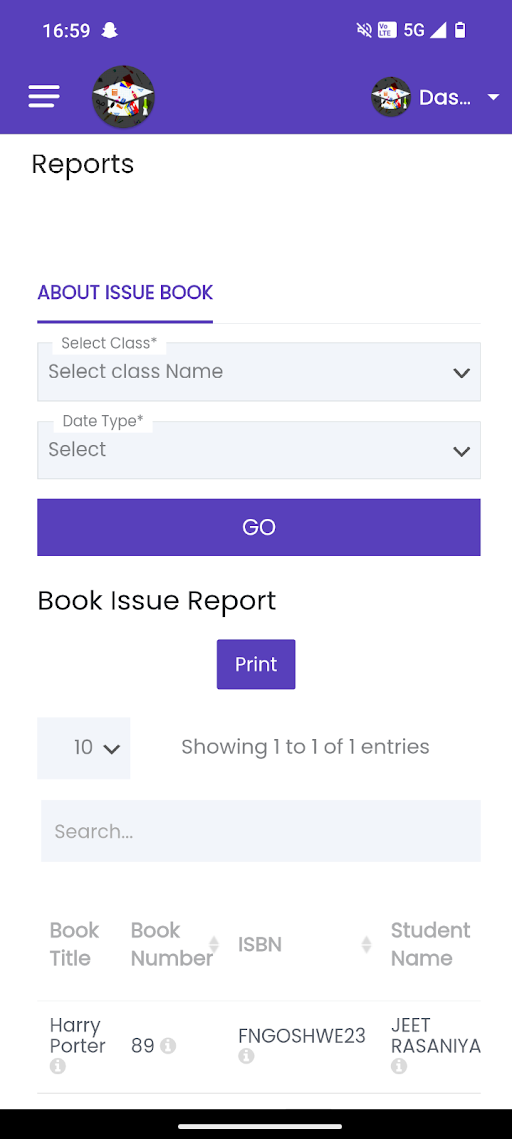 16:59
Vo LTE 5G
Das...
Reports
ABOUT ISSUE BOOK
Select Class*
Select class Name
Date Type*
Select
GO
Book Issue Report
Print
10 Showing 1 to 1 of 1 entries
Search...
Book Title Book Number ISBN Student Name
Harry Porter 89 FNGOSHWE23 JEET RASANIYA